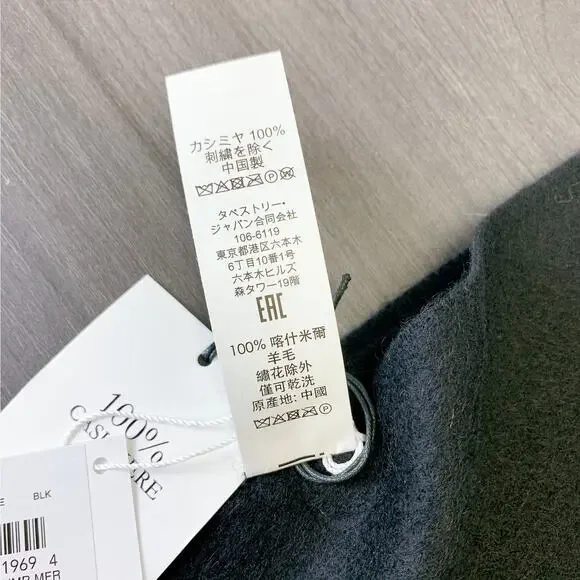 カシミヤ 100%
刺繍を除く
中国製
P W
タペストリー・
ジャパン合同会社
106-6119
東京都港区六本木
6丁目10番1号
六本木ヒルズ
森タワー19階
EAC
100% 喀什米爾
羊毛
繡花除外
僅可乾洗
原産地: 中國
P
100%
CASHMERE
E BLK
1969 4